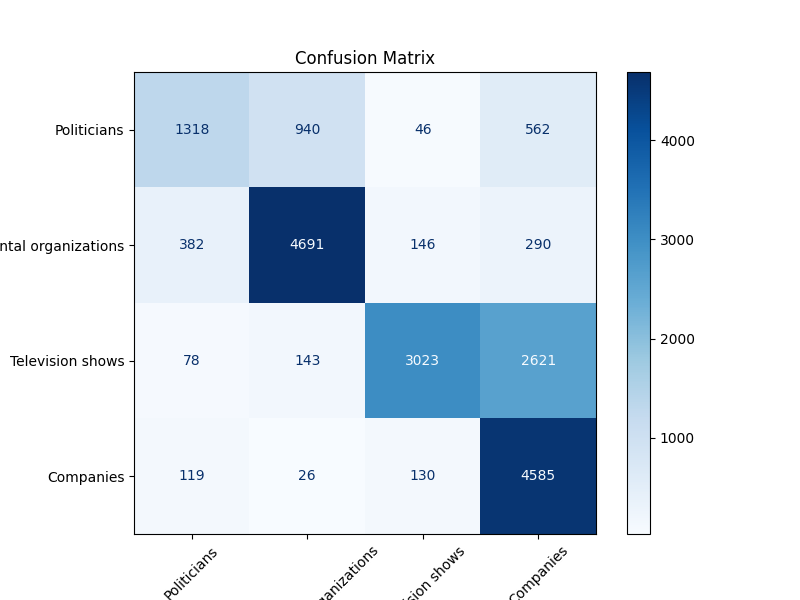 Confusion Matrix
Politicians 1318 940 46 562
ntal organizations 382 4691 146 290
Television shows 78 143 3023 2621
Companies 119 26 130 4585
Politicians ganizations sion shows Companies
4000
3000
2000
1000